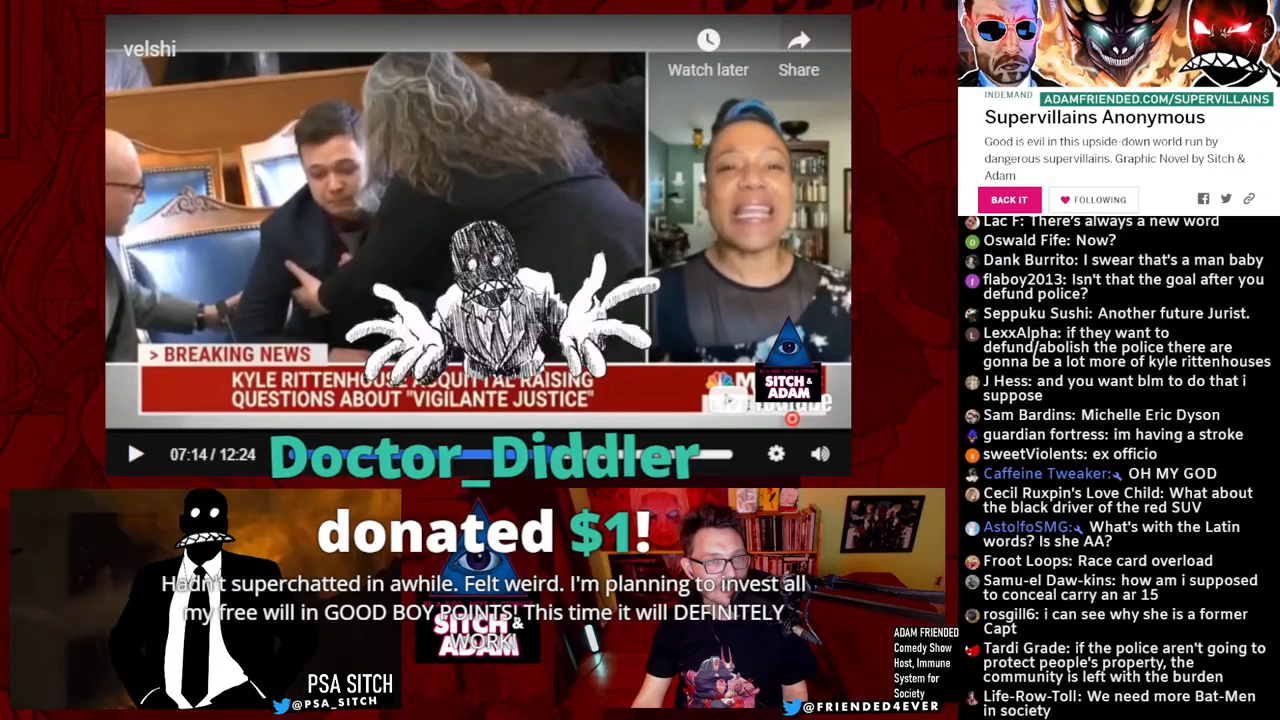 velshi
Watch later
Share
> BREAKING NEWS
KYLE RITTENHOUSE ACQUITTAL RAISING
QUESTIONS ABOUT "VIGILANTE JUSTICE"
SITCH &
ADAM
07:14 / 12:24
Doctor_Diddler
donated $1!
Hadn't superchatted in awhile. Felt weird. I'm planning to invest all
my free will in GOOD BOY POINTS! This time it will DEFINITELY
WORK!
SITCH &
ADAM
PSA SITCH
@PSA_SITCH
ADAM FRIENDED
Comedy Show
Host, Immune
System for
Society
@FRIENDED4EVER
INDEMAND
ADAMFRIENDED.COM/SUPERVILLAINS
Supervillains Anonymous
Good is evil in this upside-down world run by
dangerous supervillains. Graphic Novel by Sitch &
Adam
BACK IT
FOLLOWING
Lac F: There's always a new word
Oswald Fife: Now?
Dank Burrito: I swear that's a man baby
flaboy2013: Isn't that the goal after you
defund police?
Seppuku Sushi: Another future Jurist.
LexxAlpha: if they want to
defund/abolish the police there are
gonna be a lot more of kyle rittenhouses
J Hess: and you want blm to do that i
suppose
Sam Bardins: Michelle Eric Dyson
guardian fortress: im having a stroke
sweetViolents: ex officio
Caffeine Tweaker: OH MY GOD
Cecil Ruxpin's Love Child: What about
the black driver of the red SUV
AstolfoSMG: What's with the Latin
words? Is she AA?
Froot Loops: Race card overload
Samu-el Daw-kins: how am i supposed
to conceal carry an ar 15
rosgill6: i can see why she is a former
Capt
Tardi Grade: if the police aren't going to
protect people's property, the
community is left with the burden
Life-Row-Toll: We need more Bat-Men
in society